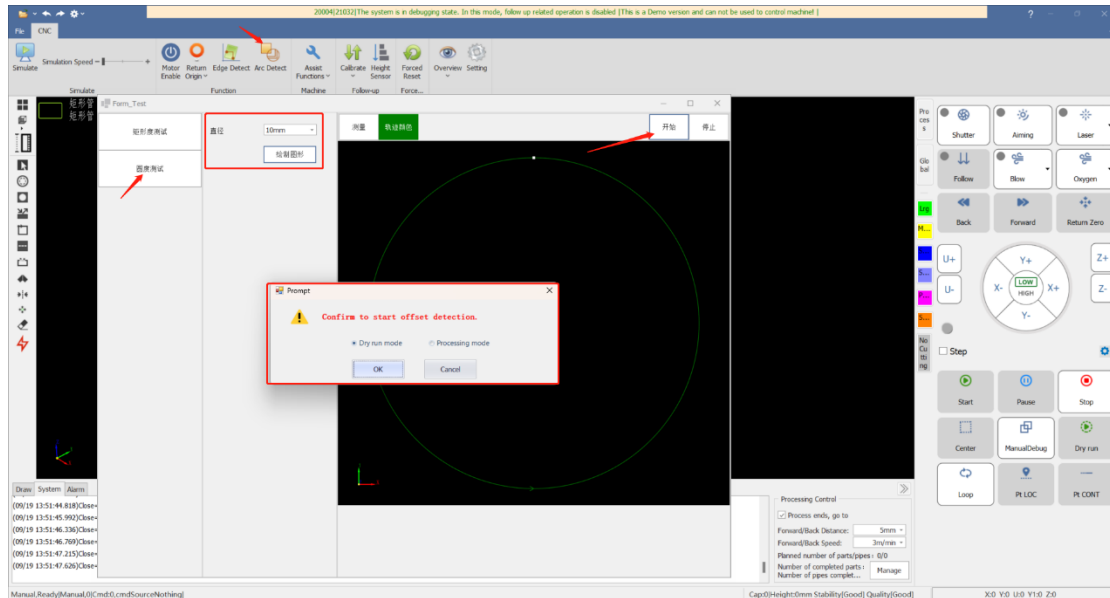 20004|21032|The system is in debugging state. In this mode, follow up related operation is disabled |This is a Demo version and can not be used to control machine! |
File CNC
Simulate
Simulation Speed
Motor Enable
Return Origin
Edge Detect
Arc Detect
Assist Functions
Calibrate
Height Sensor
Forced Reset
Overview
Setting
Simulate
Function
Machine
Follow-up
Force...
矩形管
矩形管
Form_Test
矩形度测试
圆度测试
直径
10mm
绘制图形
测量
轨迹颜色
开始
停止
Prompt
Confirm to start offset detection.
Dry run mode
Processing mode
OK
Cancel
Process
Global
Lrg
M...
S...
P...
S...
No Cutting
Shutter
Aiming
Laser
Follow
Blow
Oxygen
Back
Forward
Return Zero
U+
U-
Y+
X-
LOW
HIGH
X+
Y-
Z+
Z-
Step
Start
Pause
Stop
Center
ManualDebug
Dry run
Loop
Pt LOC
Pt CONT
Draw System Alarm
(09/19 13:51:44.818)Close=
(09/19 13:51:45.992)Close=
(09/19 13:51:46.336)Close=
(09/19 13:51:46.769)Close=
(09/19 13:51:47.215)Close=
(09/19 13:51:47.626)Close=
Processing Control
Process ends, go to
Forward/Back Distance: 5mm
Forward/Back Speed: 3m/min
Planned number of parts/pipes: 0/0
Number of completed parts:
Number of pipes complet...
Manage
Manual,Ready|Manual,0|Cmd:0,cmdSourceNothing|
Cap:0|Height:0mm Stability|Good| Quality|Good|
X:0 Y:0 U:0 Y1:0 Z:0